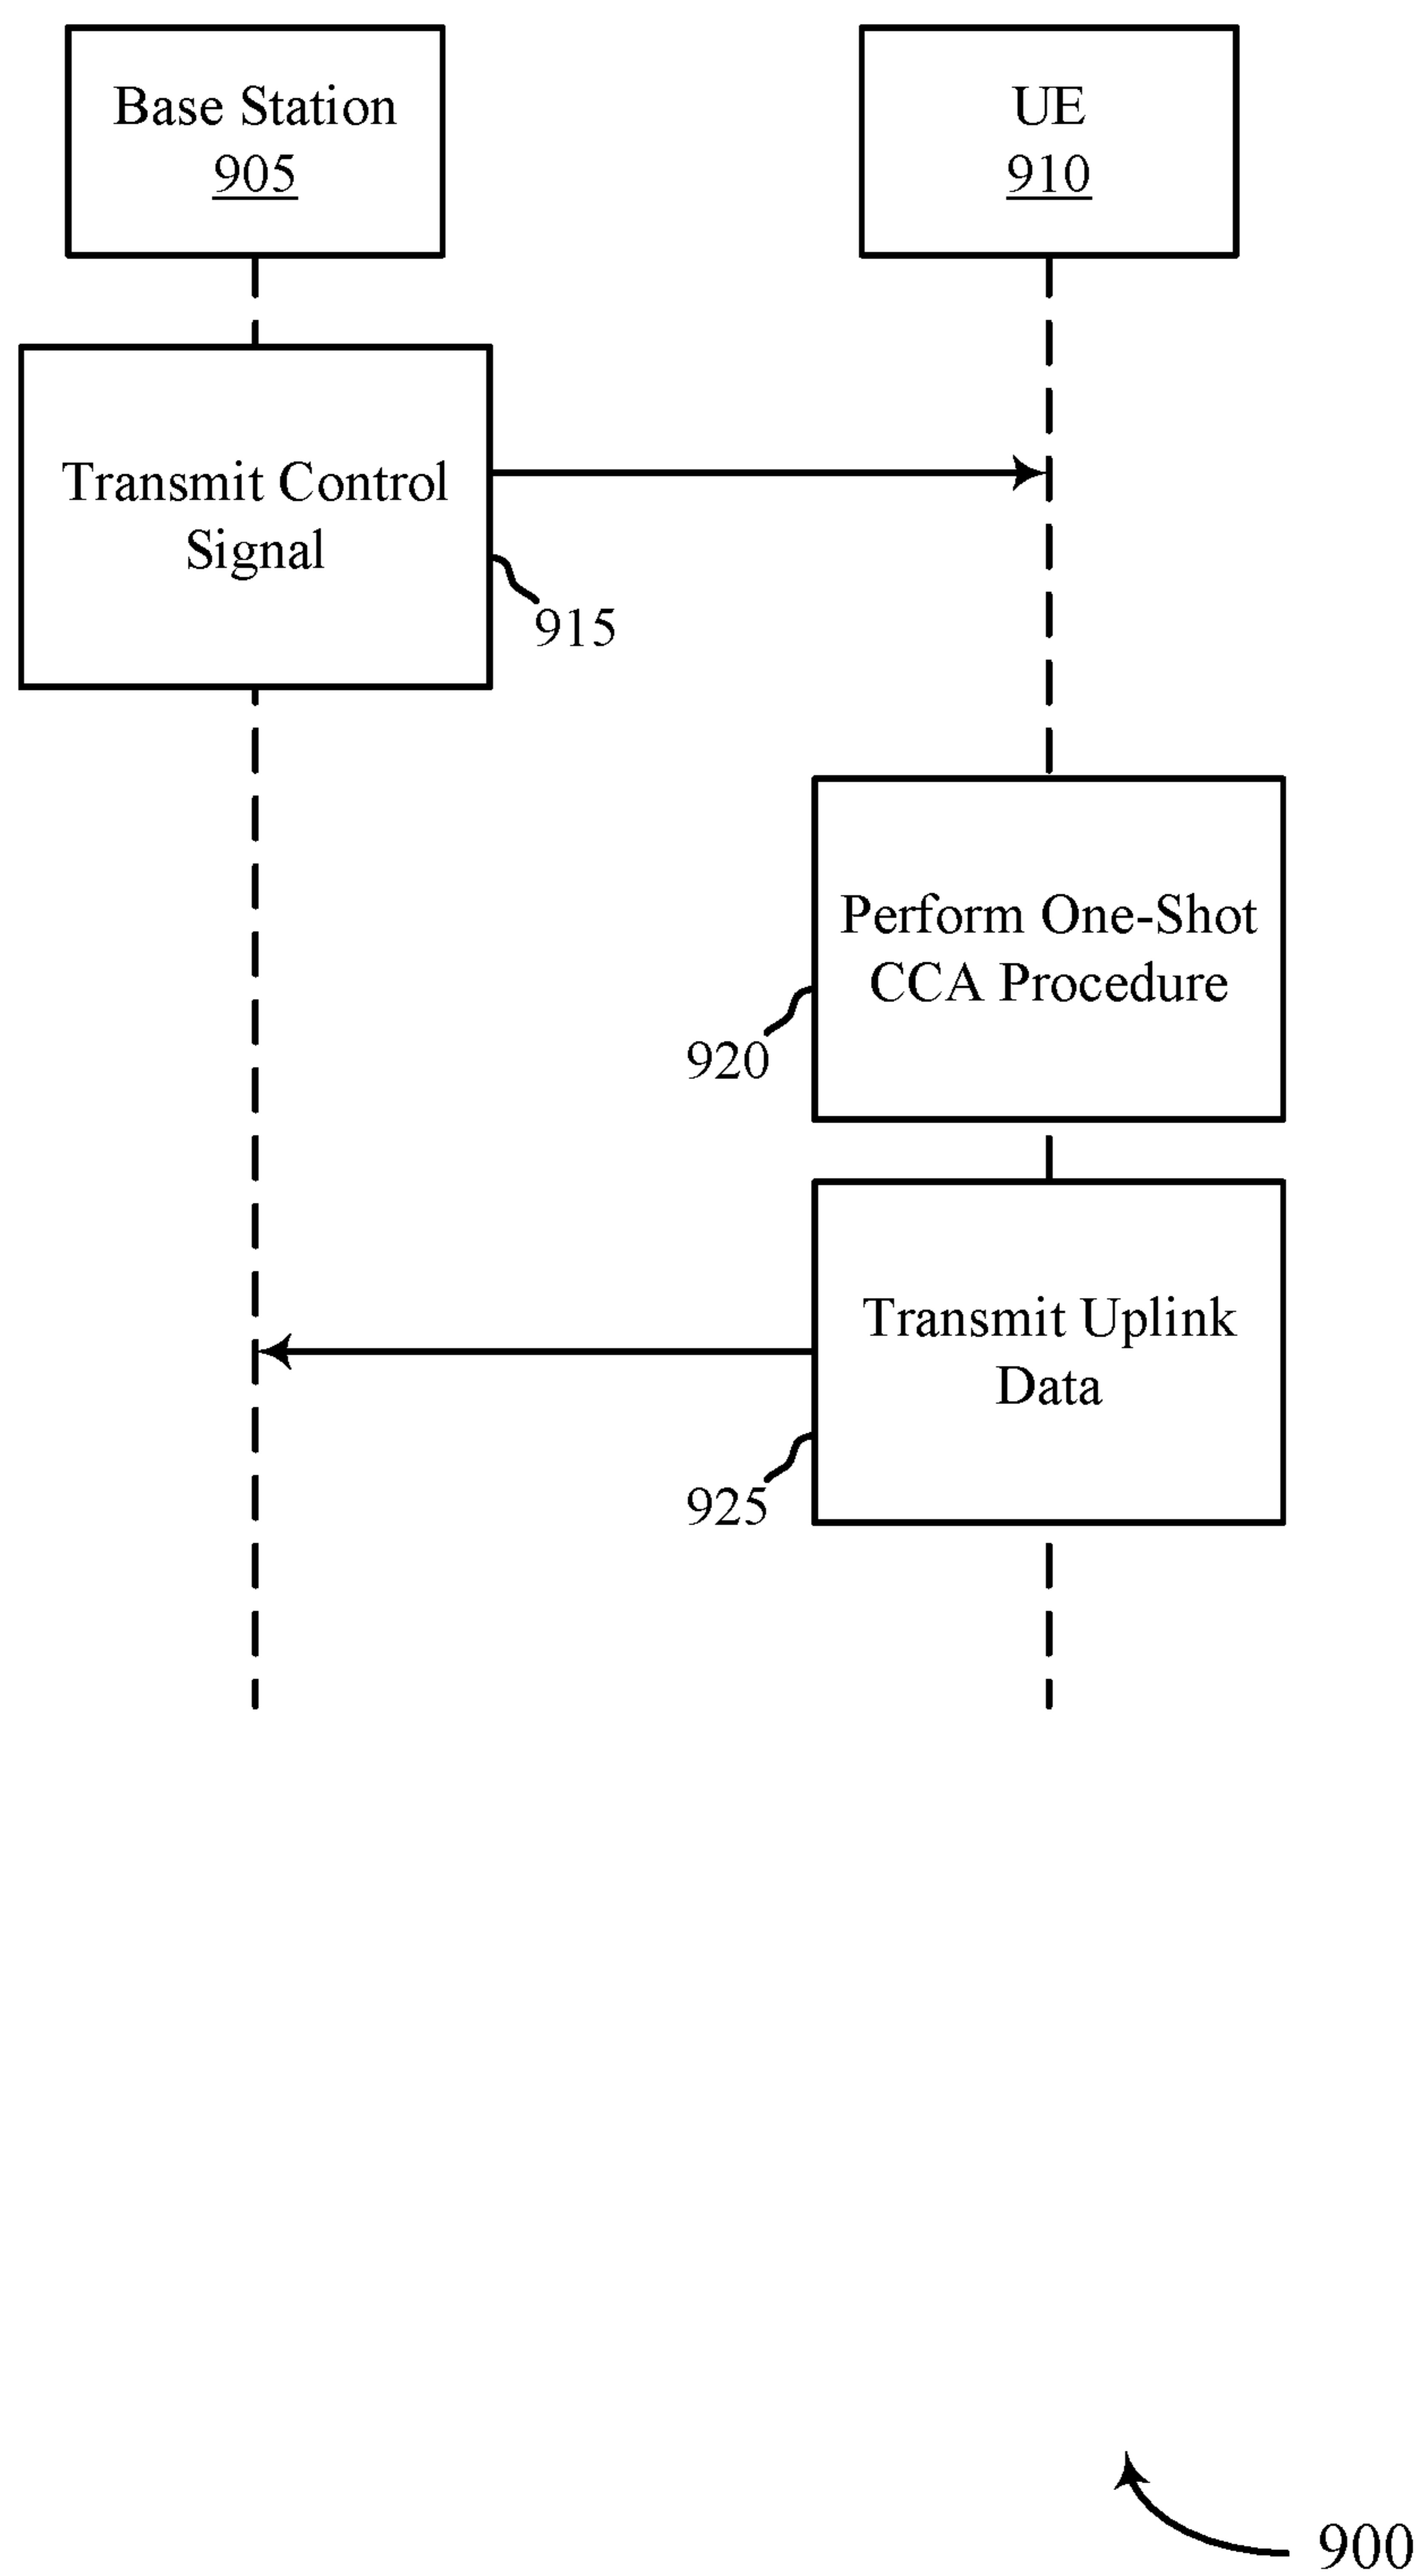 Base Station
905
UE
910
Transmit Control
Signal
915
Perform One-Shot
CCA Procedure
920
Transmit Uplink
Data
925
900